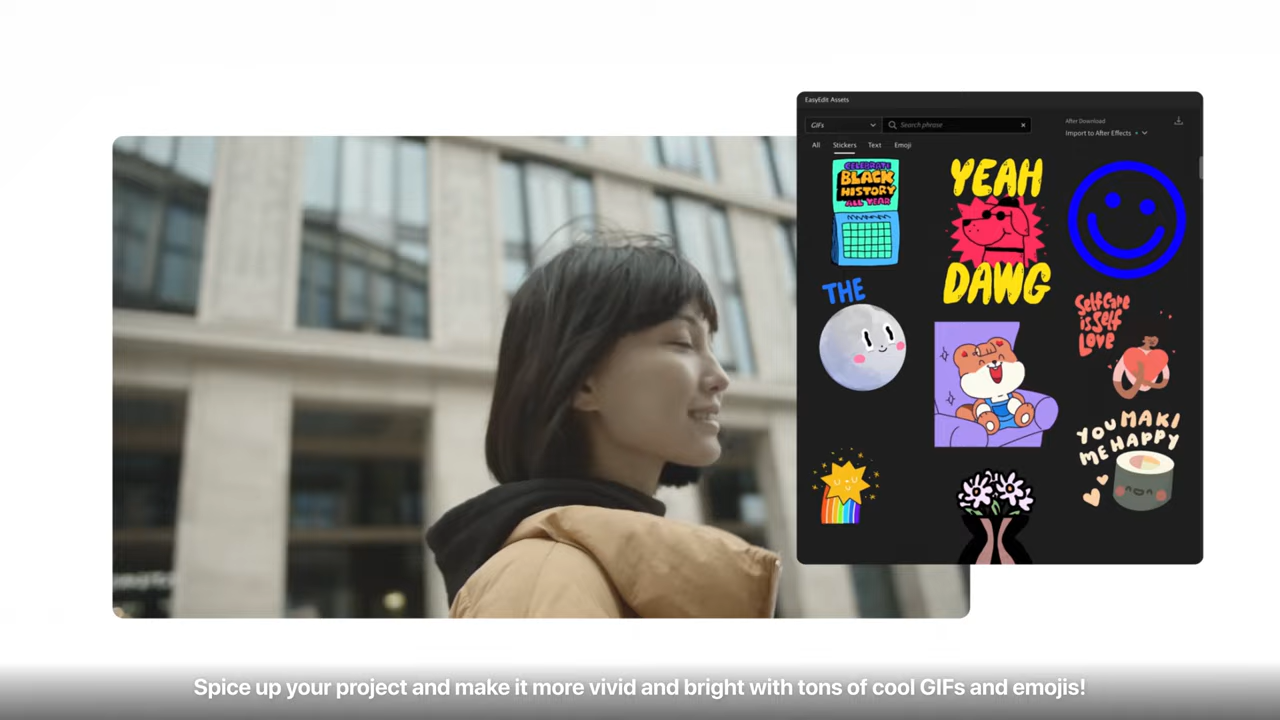 EasyEdit Assets
GIFs
Search phrase
×
After Download
Import to After Effects
All Stickers Text Emoji
CELEBRATE
BLACK
HISTORY
ALL YEAR
YEAH
DAWG
THE
Self Care
is Self
Love
YOU MAKI
ME HAPPY
Spice up your project and make it more vivid and bright with tons of cool GIFs and emojis!